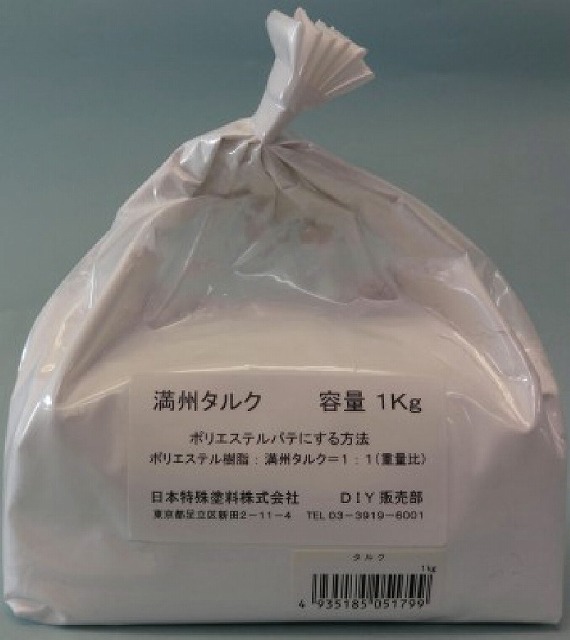 満州タルク 容量 1Kg
ポリエステルパテにする方法
ポリエステル樹脂：満州タルク＝1：1(重量比)
日本特殊塗料株式会社 DIY販売部
東京都足立区新田2－11－4 TEL 03－3919－6001
タルク
1kg
4 935185 051799